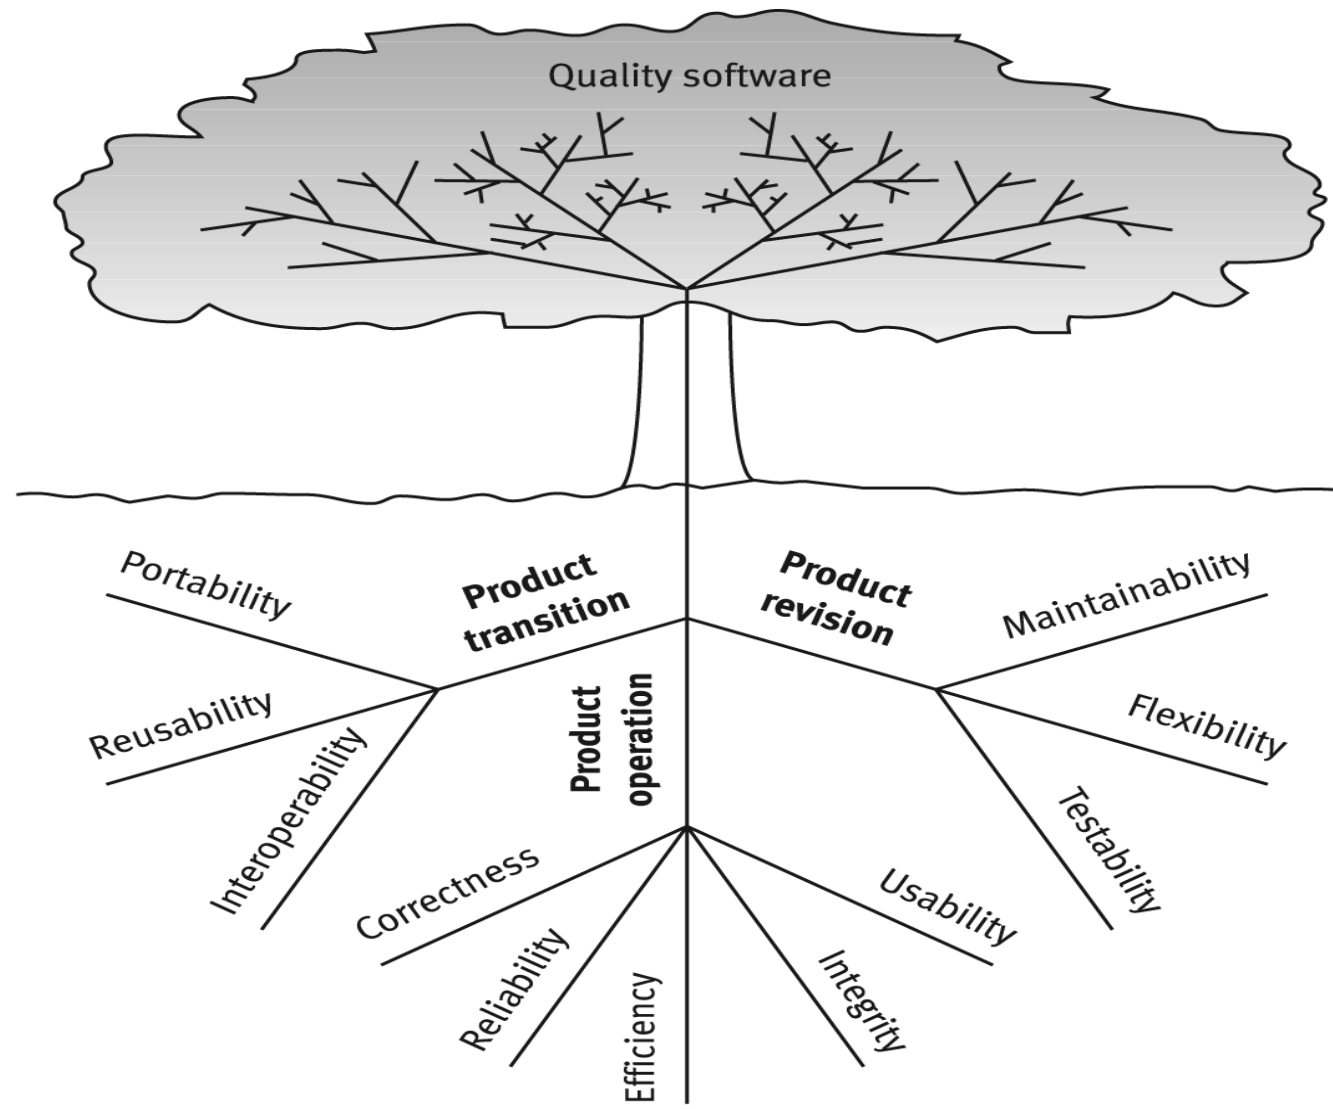 Quality software
Product
transition
Product
revision
Portability
Reusability
Interoperability
Maintainability
Flexibility
Testability
Product
operation
Correctness
Reliability
Efficiency
Integrity
Usability